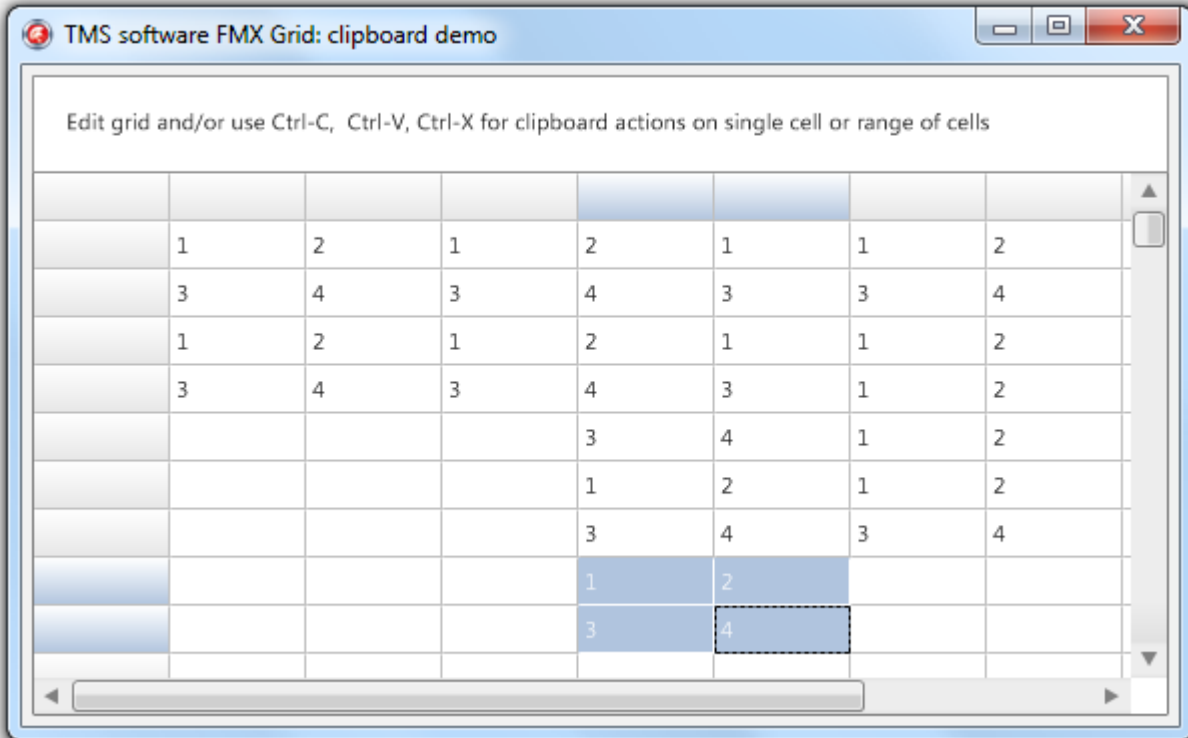 TMS software FMX Grid: clipboard demo
Edit grid and/or use Ctrl-C, Ctrl-V, Ctrl-X for clipboard actions on single cell or range of cells
1 2 1 2 1 1 2
3 4 3 4 3 3 4
1 2 1 2 1 1 2
3 4 3 4 3 1 2
3 4 1 2
1 2 1 2
3 4 3 4
1 2
3 4